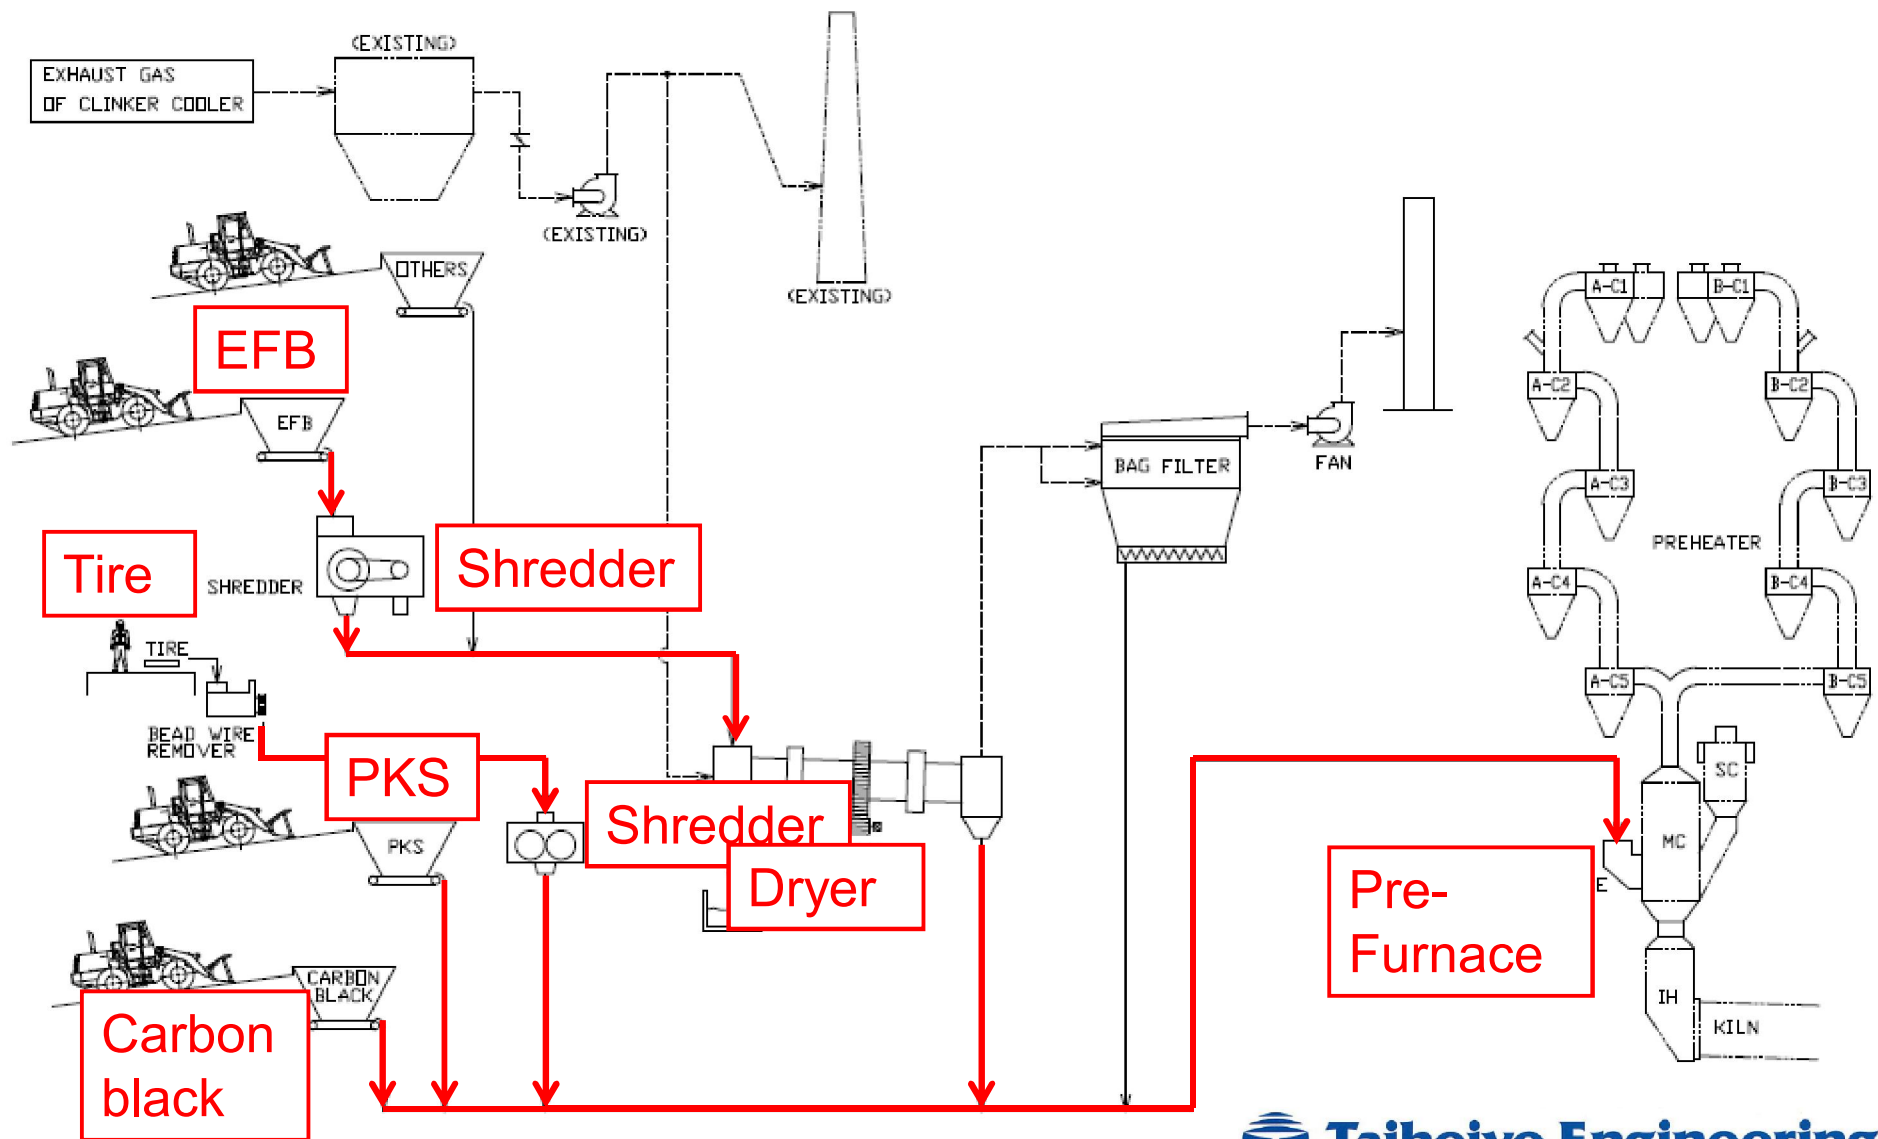 (EXISTING)
EXHAUST GAS
OF CLINKER COOLER
(EXISTING)
(EXISTING)
OTHERS
EFB
EFB
Tire
SHREDDER
Shredder
TIRE
BEAD WIRE
REMOVER
PKS
PKS
Shredder
Dryer
CARBON
BLACK
Carbon
black
BAG FILTER
FAN
A-C1
B-C1
A-C2
B-C2
A-C3
B-C3
PREHEATER
A-C4
B-C4
A-C5
B-C5
SC
MC
E
Pre-
Furnace
IH
KILN
Taiheiyo Engineering